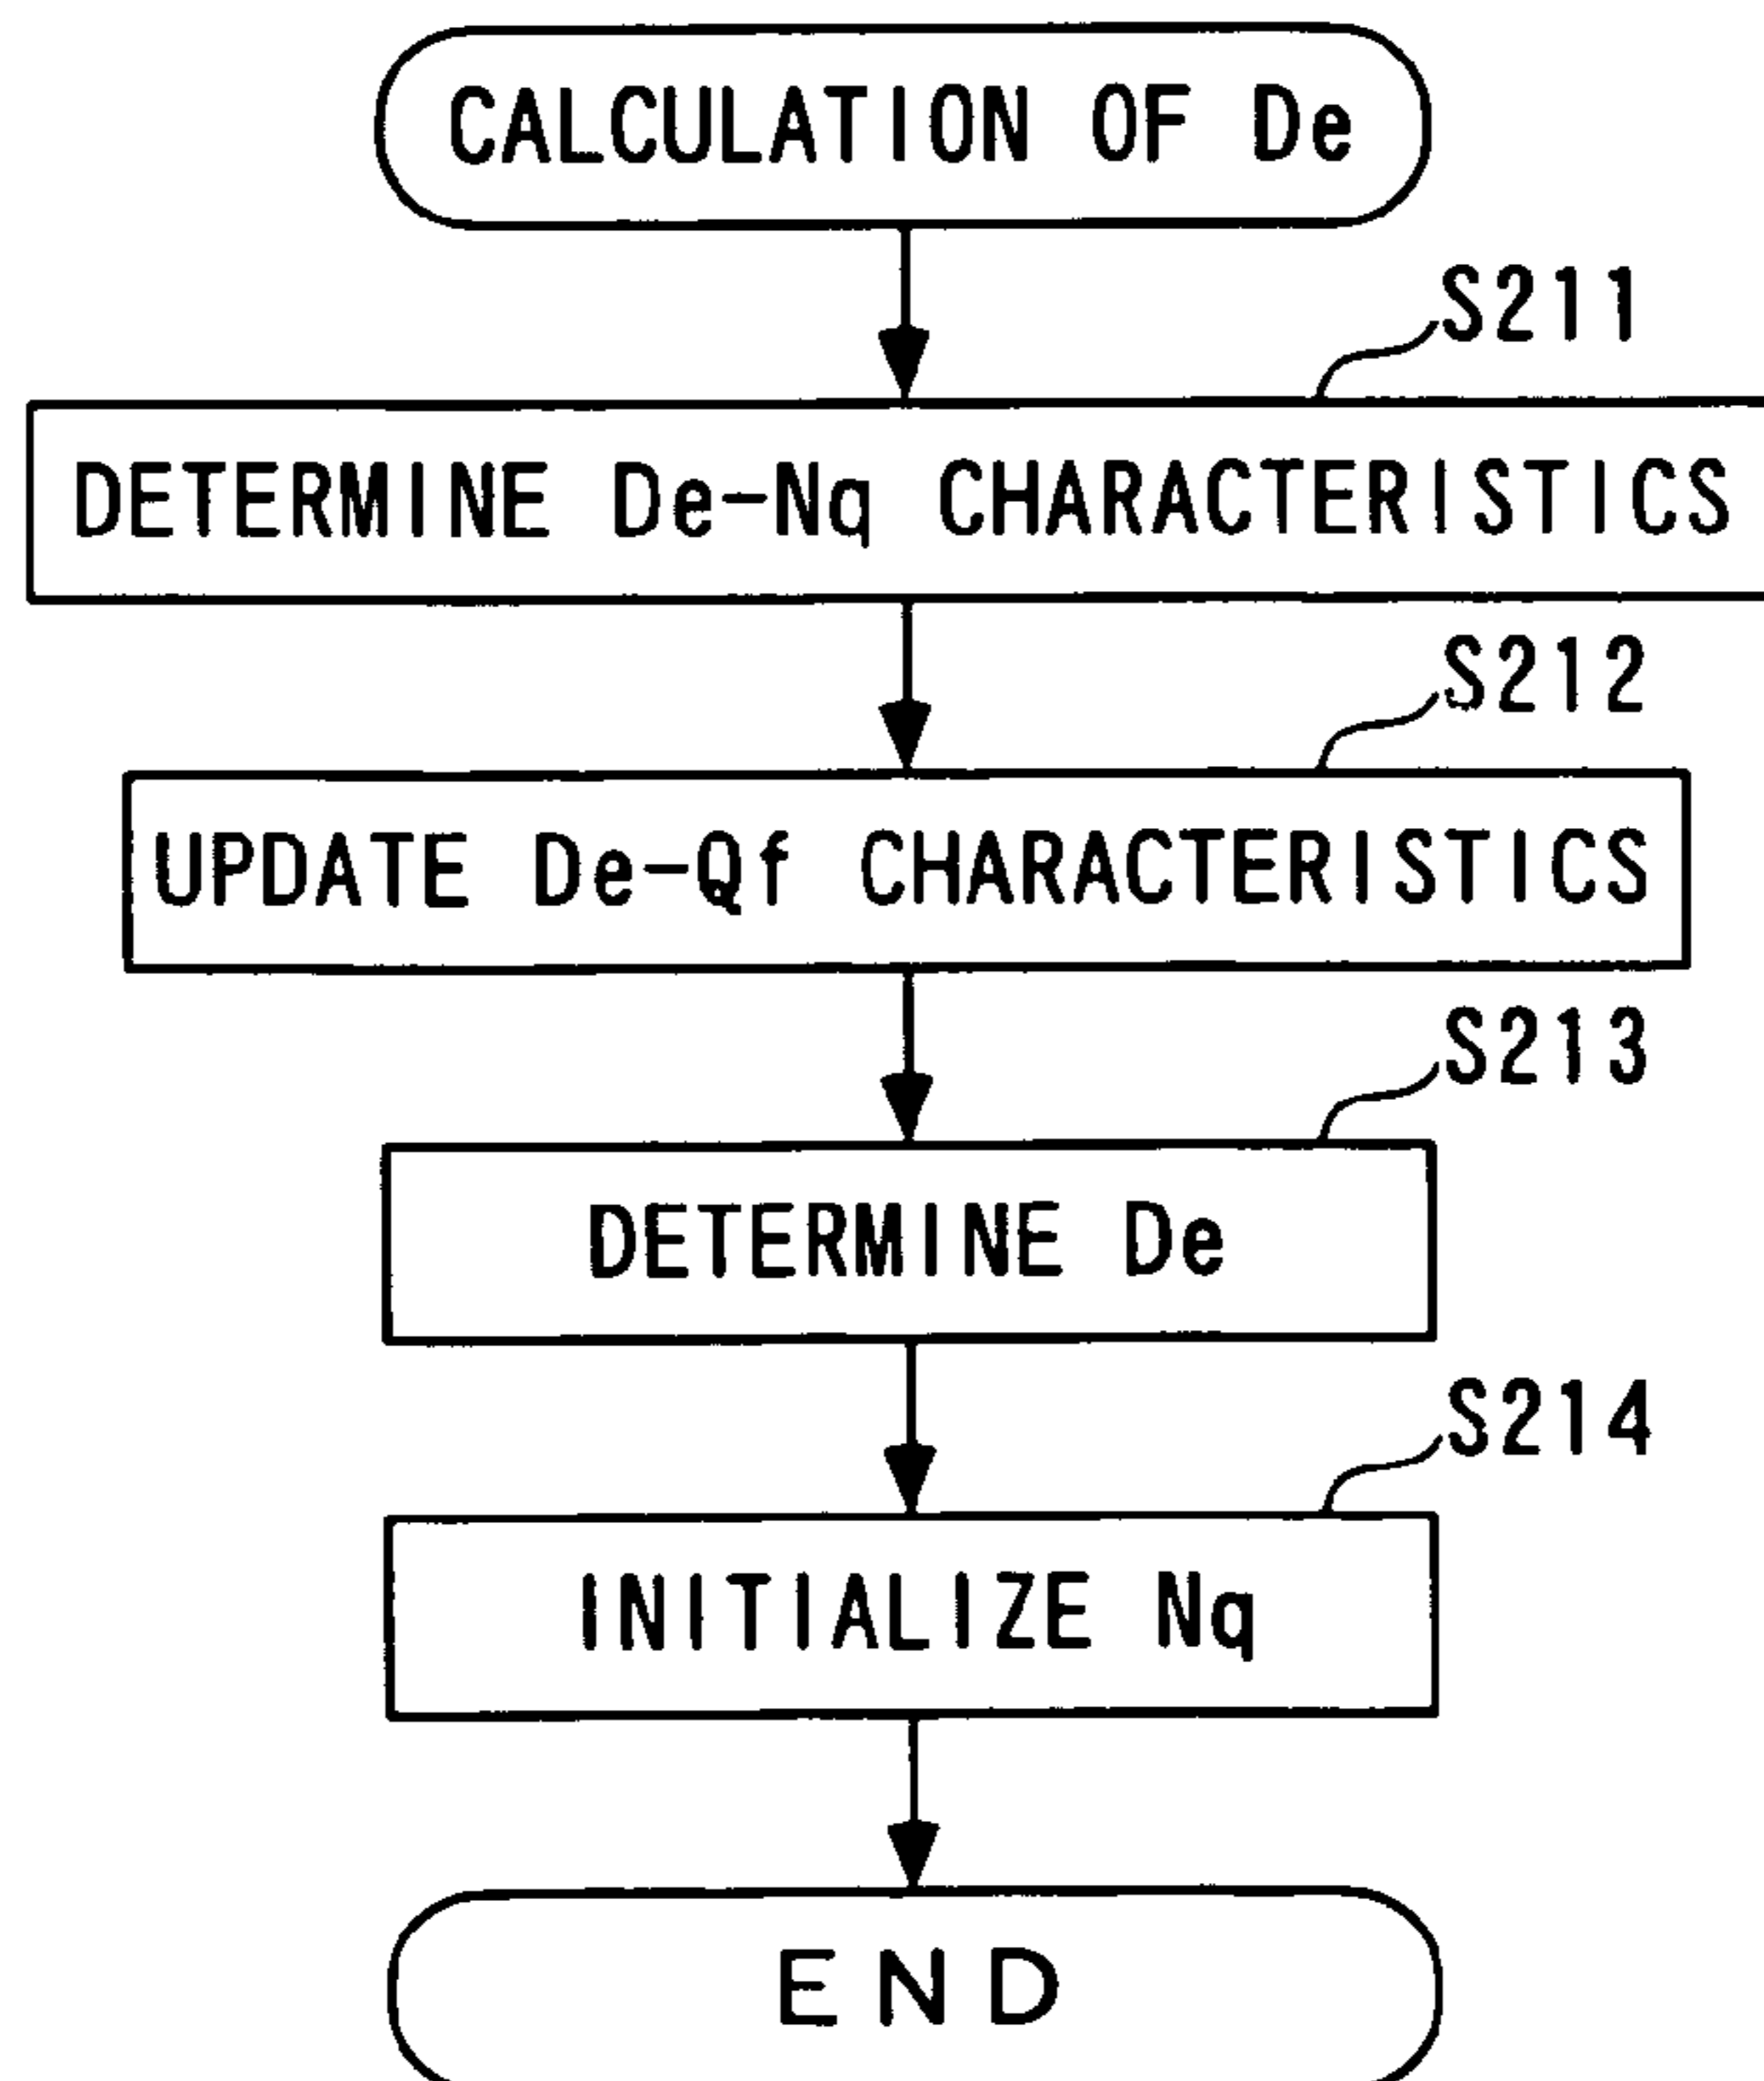 CALCULATION OF De
S211
DETERMINE De-Nq CHARACTERISTICS
S212
UPDATE De-Qf CHARACTERISTICS
S213
DETERMINE De
S214
INITIALIZE Nq
END